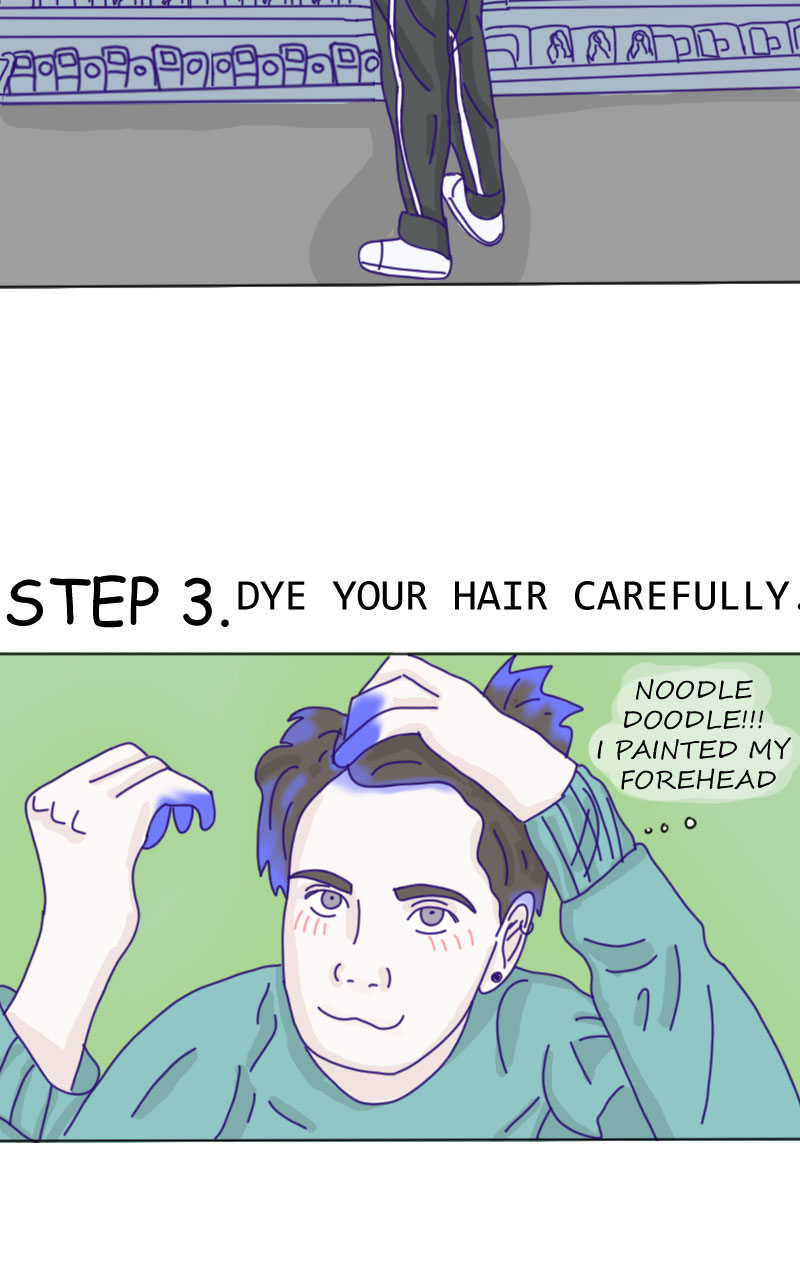 STEP 3. DYE YOUR HAIR CAREFULLY.
NOODLE
DOODLE!!!
I PAINTED MY
FOREHEAD